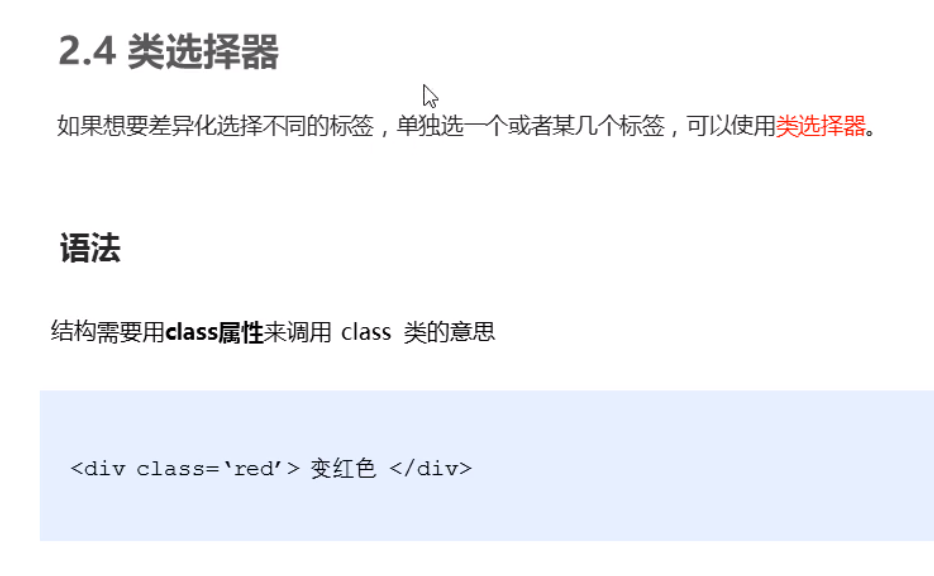 2.4 类选择器
如果想要差异化选择不同的标签，单独选一个或者某几个标签，可以使用类选择器。
语法
结构需要用class属性来调用 class 类的意思
<div class=‘red’> 变红色 </div>